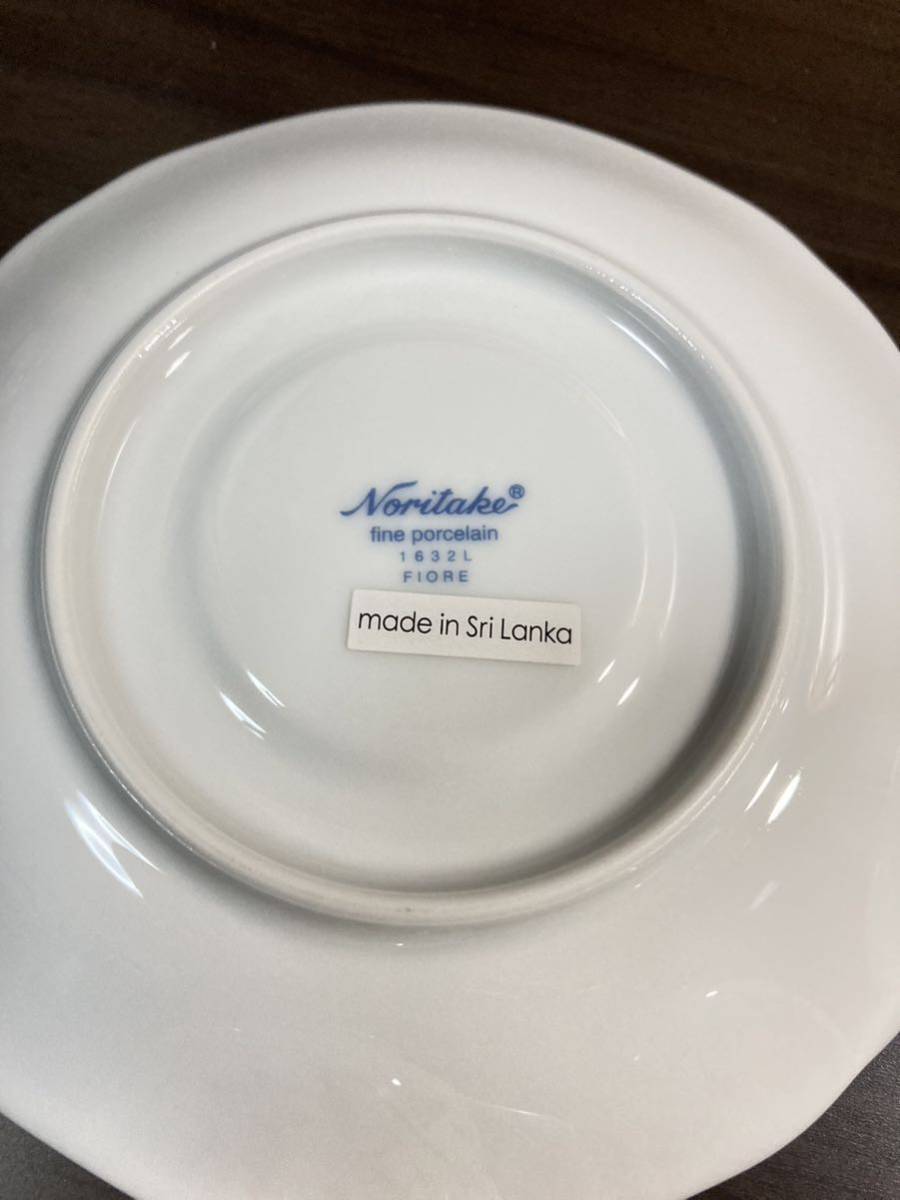 Noritake®
fine porcelain
1632L
FIORE
made in Sri Lanka